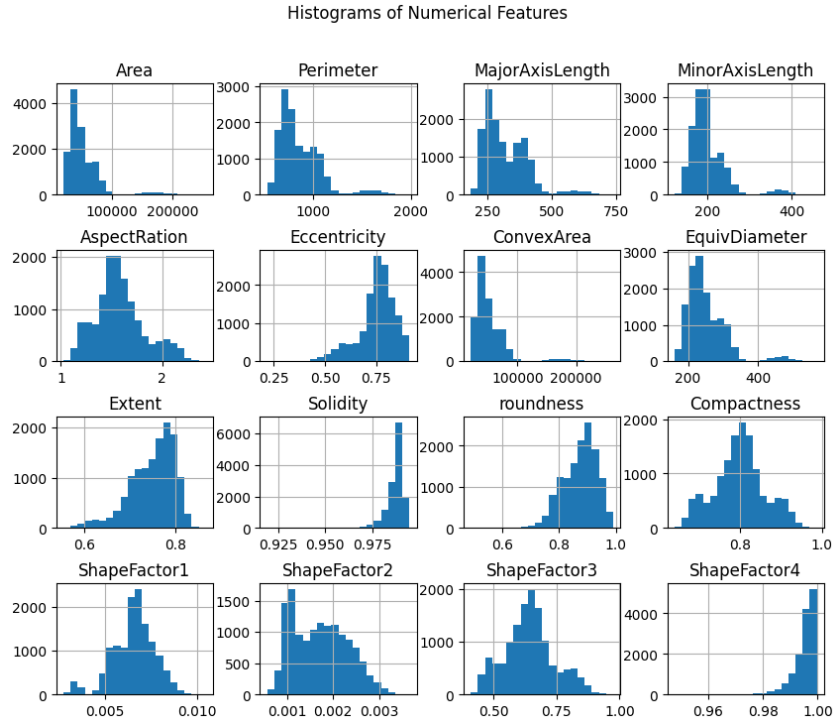 Histograms of Numerical Features
Area Perimeter MajorAxisLength MinorAxisLength
4000 2000 0 100000 200000
3000 2000 1000 0 1000 2000
2000 1000 0 250 500 750
3000 2000 1000 0 200 400
AspectRation Eccentricity ConvexArea EquivDiameter
2000 1000 0 1 2
2000 1000 0 0.25 0.50 0.75
4000 2000 0 100000 200000
3000 2000 1000 0 200 400
Extent Solidity roundness Compactness
2000 1000 0 0.6 0.8
6000 4000 2000 0 0.925 0.950 0.975
2000 1000 0 0.6 0.8 1.0
2000 1000 0 0.8 1.0
ShapeFactor1 ShapeFactor2 ShapeFactor3 ShapeFactor4
2000 1000 0 0.005 0.010
1500 1000 500 0 0.001 0.002 0.003
2000 1000 0 0.50 0.75 1.00
4000 2000 0 0.96 0.98 1.00